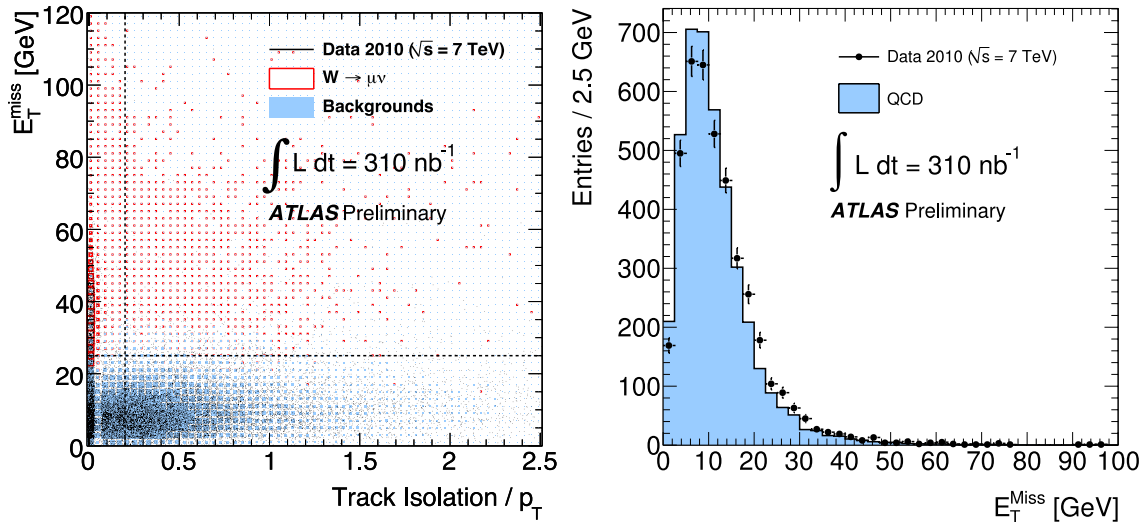 E_T^miss [GeV]
120
100
80
60
40
20
0
Data 2010 (√s = 7 TeV)
W → μν
Backgrounds
∫ L dt = 310 nb⁻¹
ATLAS Preliminary
0 0.5 1 1.5 2 2.5
Track Isolation / p_T
Entries / 2.5 GeV
700
600
500
400
300
200
100
0
Data 2010 (√s = 7 TeV)
QCD
∫ L dt = 310 nb⁻¹
ATLAS Preliminary
0 10 20 30 40 50 60 70 80 90 100
E_T^Miss [GeV]